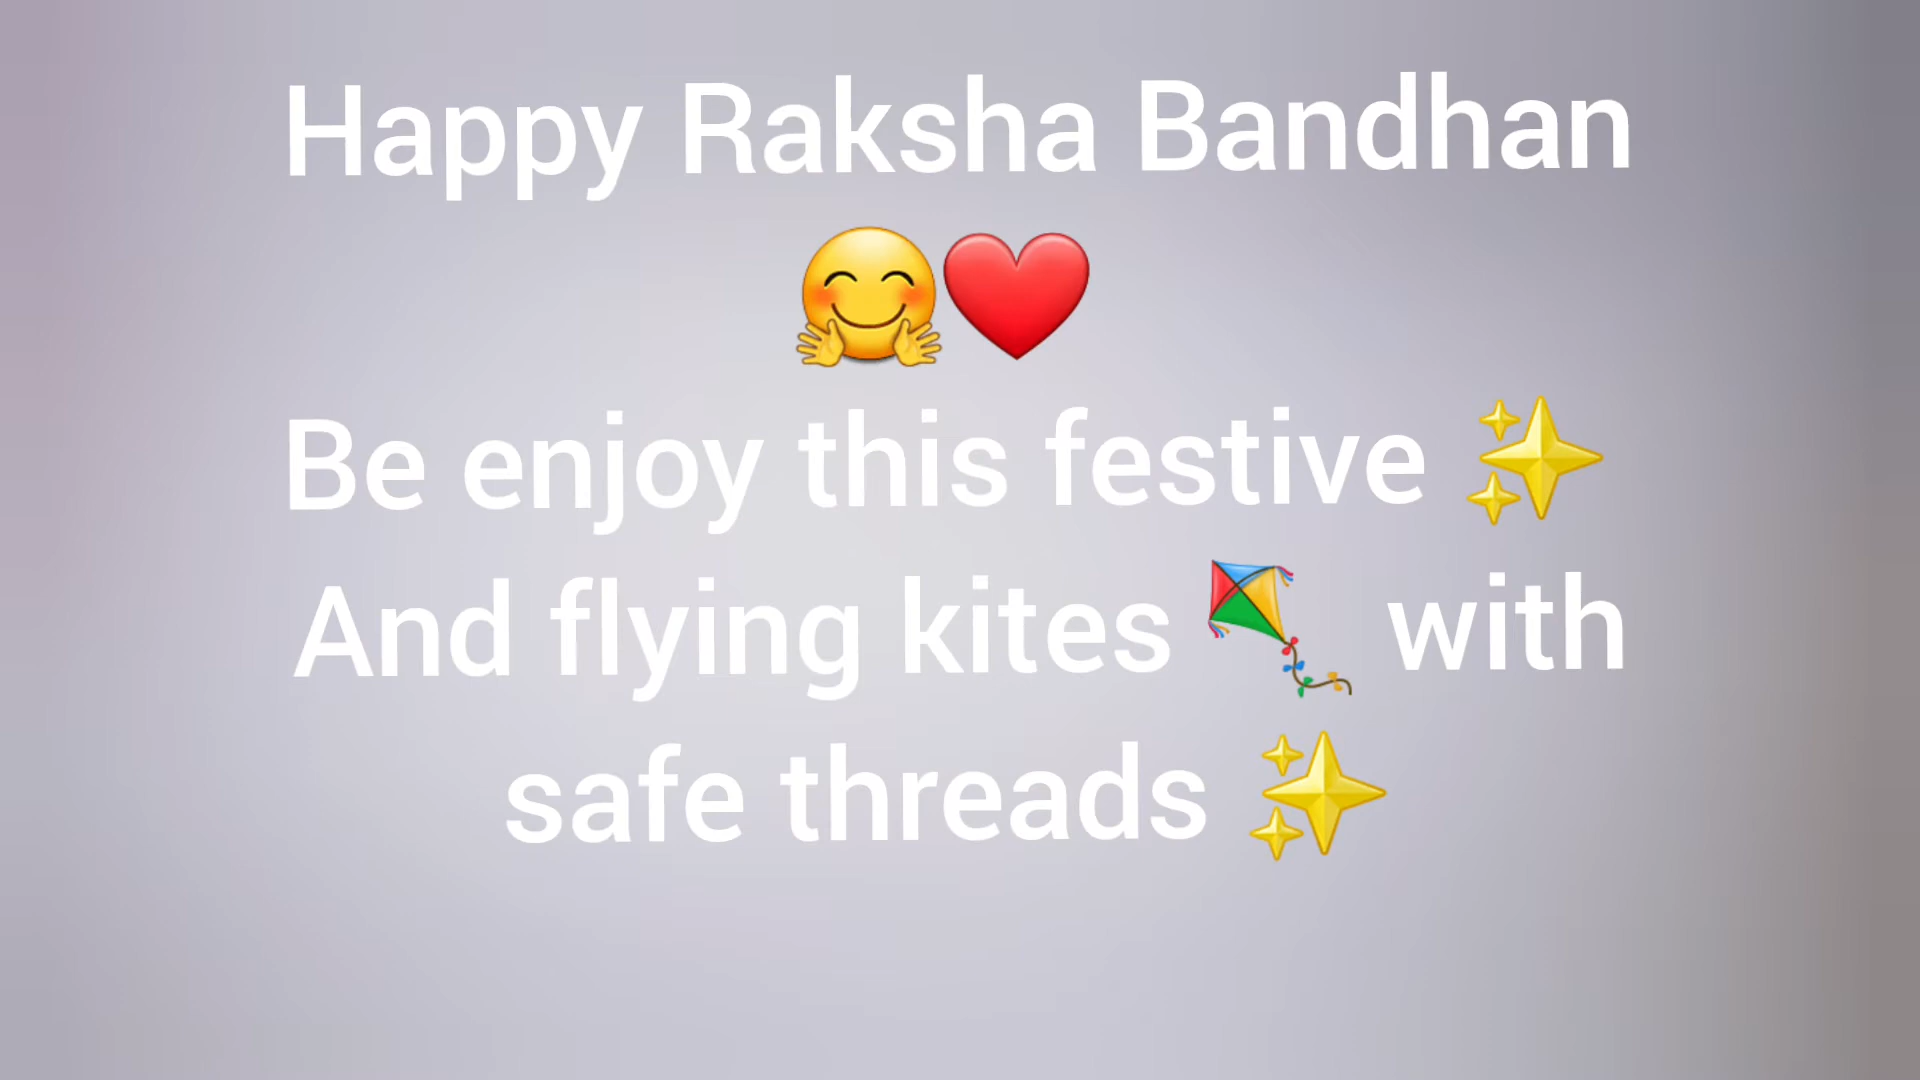 Happy Raksha Bandhan
🤗❤️
Be enjoy this festive ✨
And flying kites 🪁 with
safe threads ✨